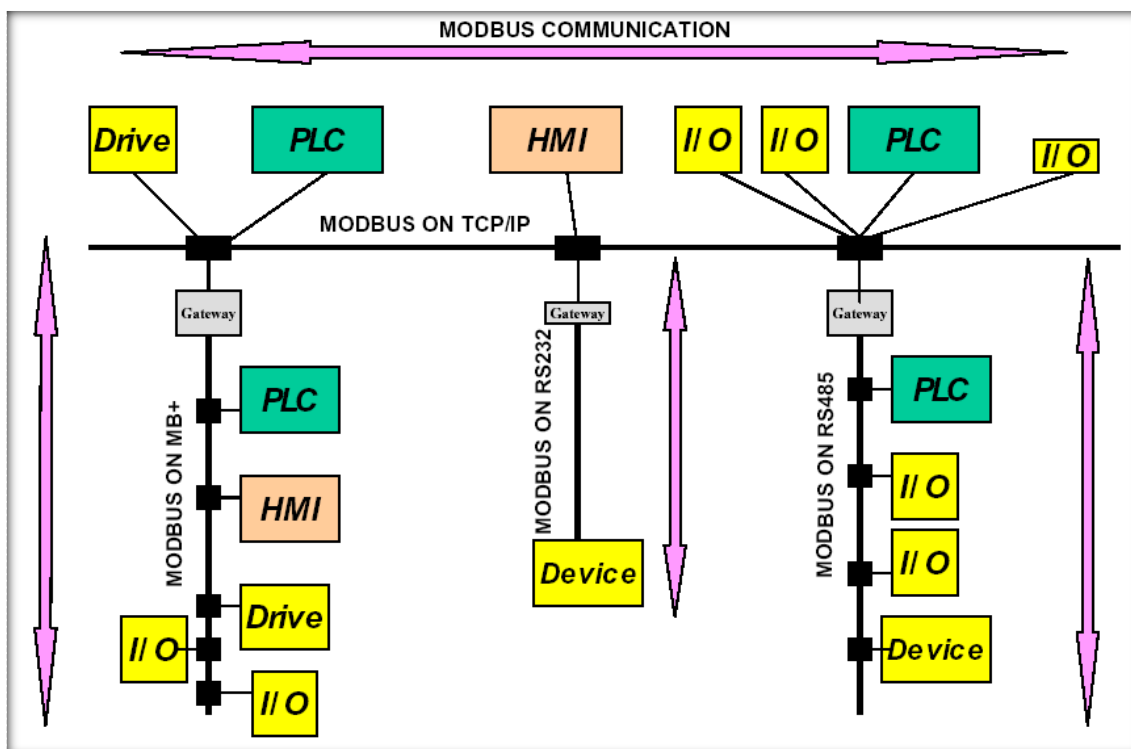 MODBUS COMMUNICATION
Drive
PLC
HMI
I/O
I/O
PLC
I/O
MODBUS ON TCP/IP
Gateway
Gateway
Gateway
MODBUS ON MB+
PLC
HMI
Drive
I/O
I/O
MODBUS ON RS232
Device
MODBUS ON RS485
PLC
I/O
I/O
Device